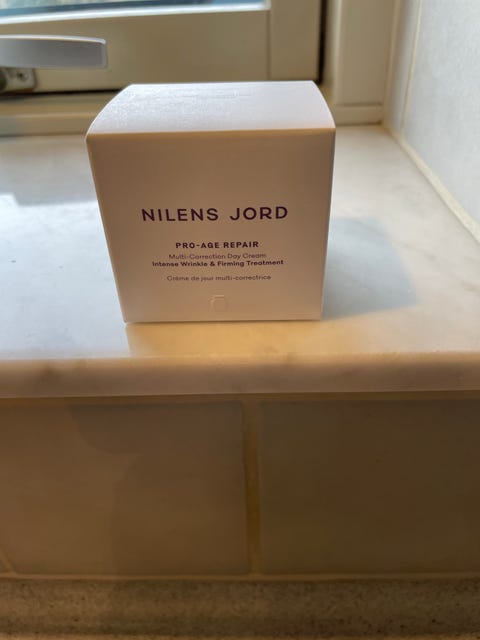 NILENS JORD
PRO-AGE REPAIR
Multi-Correction Day Cream
Intense Wrinkle & Firming Treatment
Crème de jour multi-correctrice